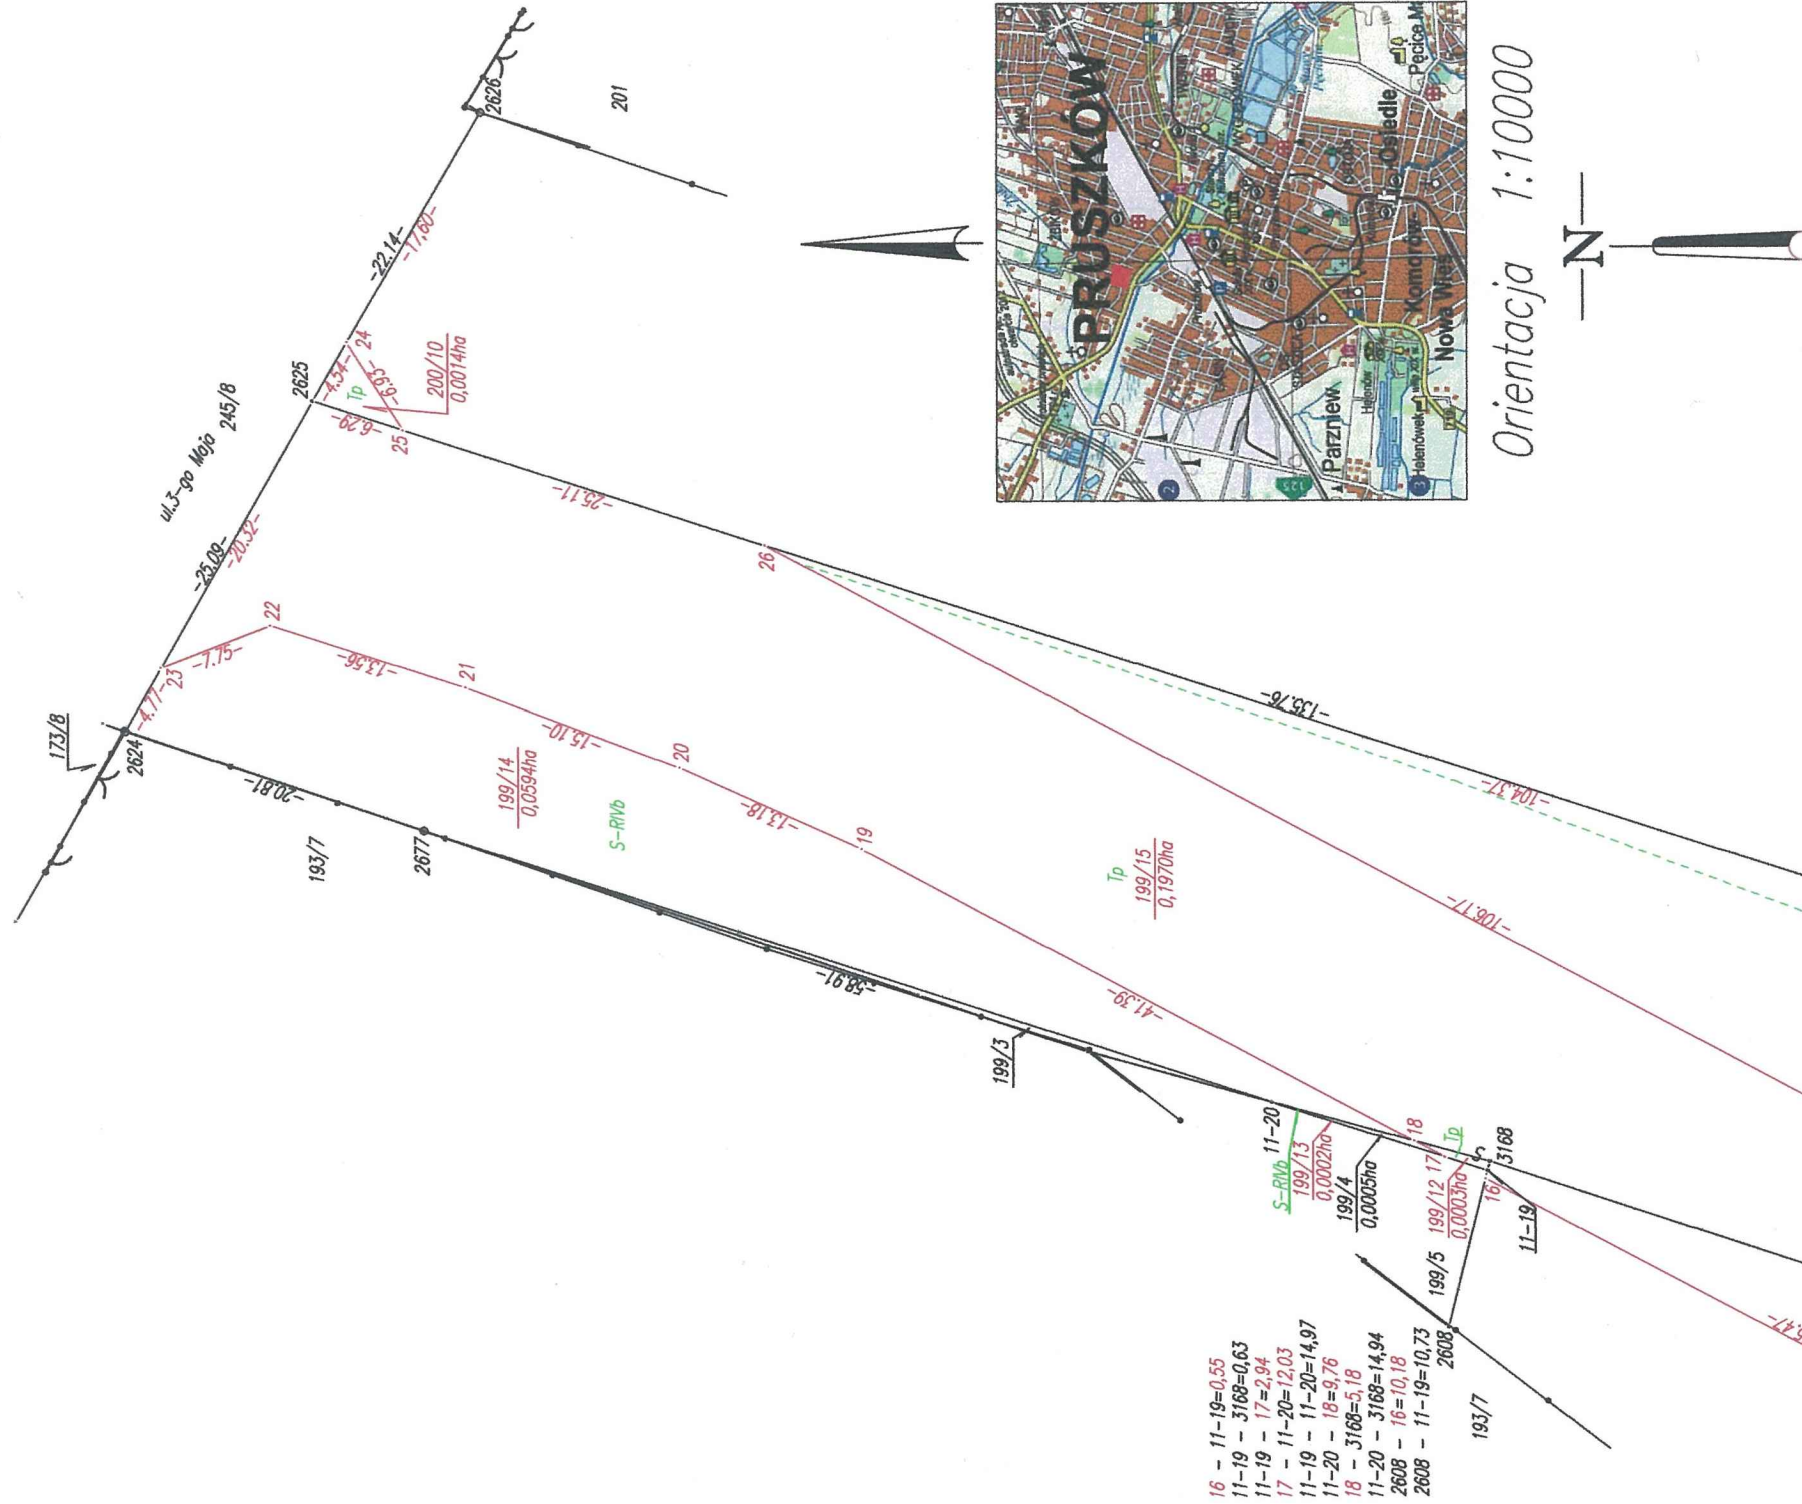 173/8
2624
-4.77-
23
-7.75-
22
-13.56-
21
-15.10-
20
-13.18-
19
-41.39-
18
ul.3-go Maja 245/8
-25.09-
-20.32-
2625
-4.54-
24
Tp
-6.93-
-6.29-
25
200/10
0,0014ha
-22.14-
-17,60-
2626
201
-25.11-
26
-135.76-
-104.37-
-106.17-
-20.81-
193/7
2677
199/14
0,0594ha
S-RIVb
-58.91-
199/3
Tp
199/15
0,1970ha
11-20
S-RIVb
199/13
0,0002ha
199/4
0,0005ha
17
Tp
199/12
0,0003ha
3168
16
11-19
199/5
2608
193/7
16 - 11-19=0,55
11-19 - 3168=0,63
11-19 - 17=2,94
17 - 11-20=12,03
11-19 - 11-20=14,97
11-20 - 18=9,76
18 - 3168=5,18
11-20 - 3168=14,94
2608 - 16=10,18
2608 - 11-19=10,73
PRUSZKÓW
Parzniew
Helenówek
Nowa Wieś
Komorów-
Osiedle
Pęcice M
2
3
125
719
Orientacja 1:10000
N